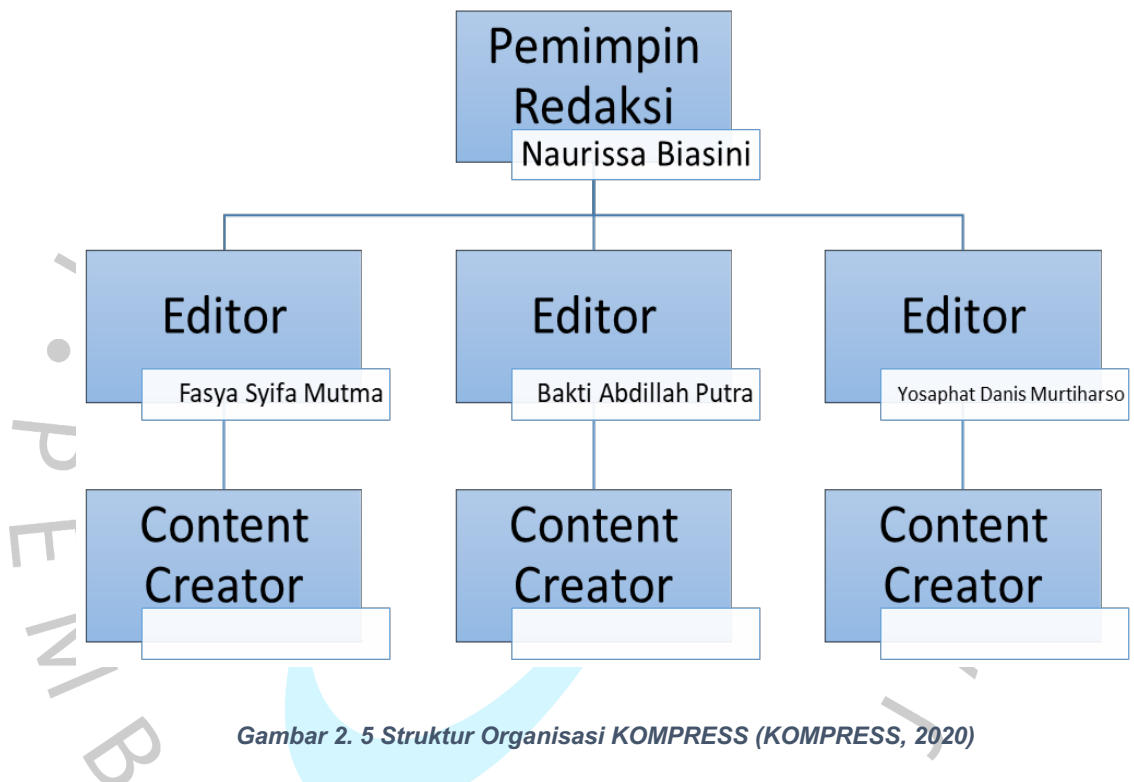 Pemimpin
Redaksi
Naurissa Biasini
Editor
Fasya Syifa Mutma
Editor
Bakti Abdillah Putra
Editor
Yosaphat Danis Murtiharso
Content
Creator
Content
Creator
Content
Creator
P E M B
Gambar 2. 5 Struktur Organisasi KOMPRESS (KOMPRESS, 2020)